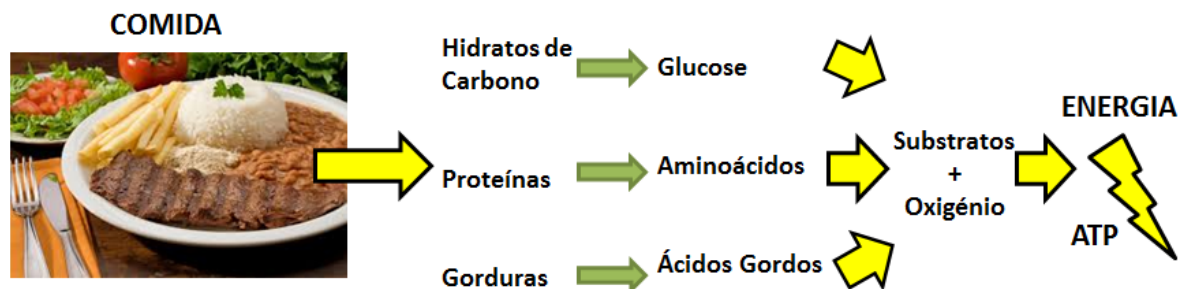 COMIDA
Hidratos de
Carbono
Glucose
Proteínas
Aminoácidos
Gorduras
Ácidos Gordos
Substratos
+
Oxigénio
ENERGIA
ATP